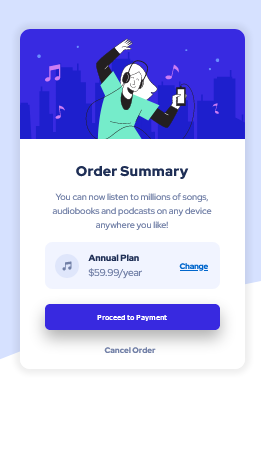 Order Summary
You can now listen to millions of songs,
audiobooks and podcasts on any device
anywhere you like!
Annual Plan
$59.99/year
Change
Proceed to Payment
Cancel Order